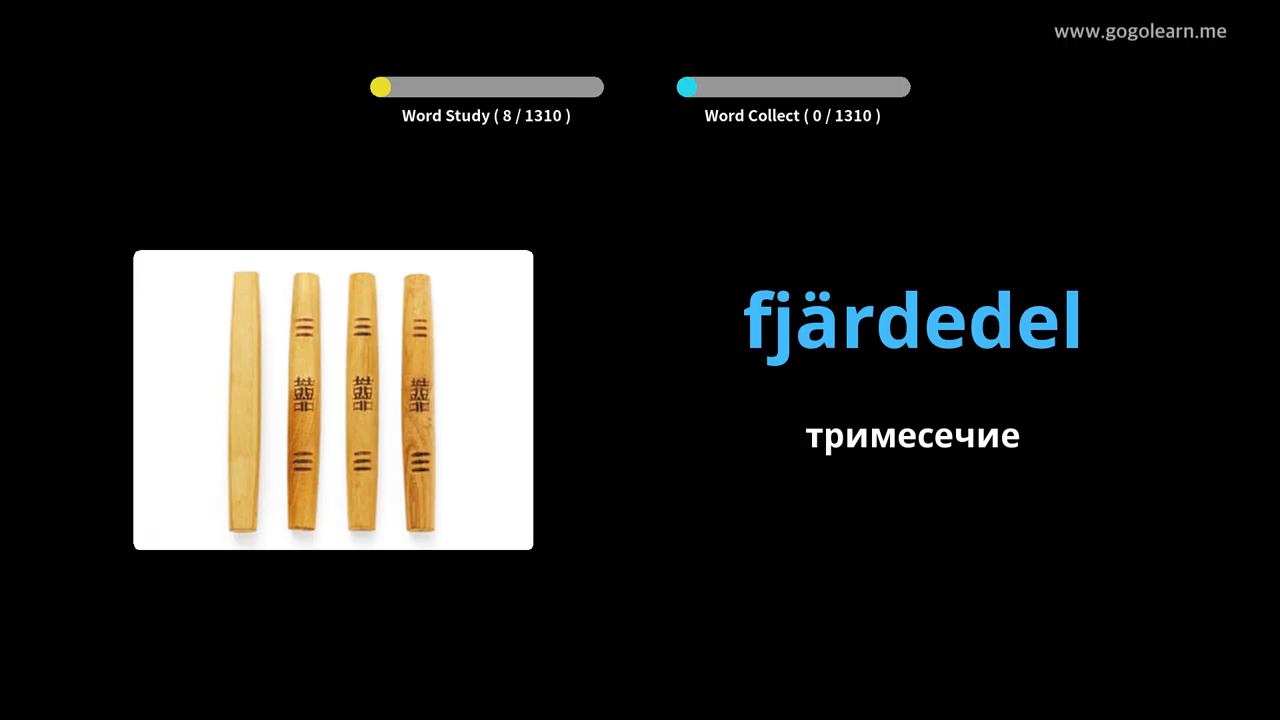 www.gogolearn.me
Word Study ( 8 / 1310 )
Word Collect ( 0 / 1310 )
fjärdedel
тримесечие